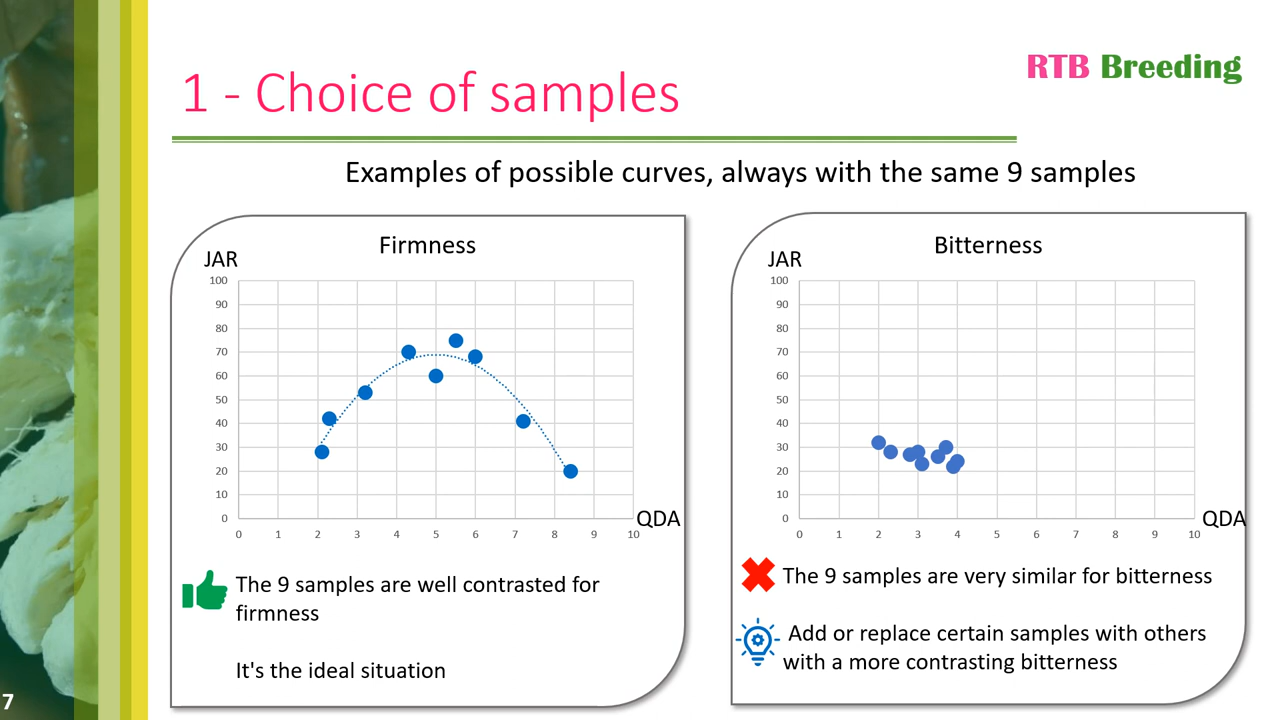 RTB Breeding
1 - Choice of samples
Examples of possible curves, always with the same 9 samples
Firmness
JAR
100
90
80
70
60
50
40
30
20
10
0
0 1 2 3 4 5 6 7 8 9 10
QDA
The 9 samples are well contrasted for
firmness
It's the ideal situation
Bitterness
JAR
100
90
80
70
60
50
40
30
20
10
0
0 1 2 3 4 5 6 7 8 9 10
QDA
The 9 samples are very similar for bitterness
Add or replace certain samples with others
with a more contrasting bitterness
7